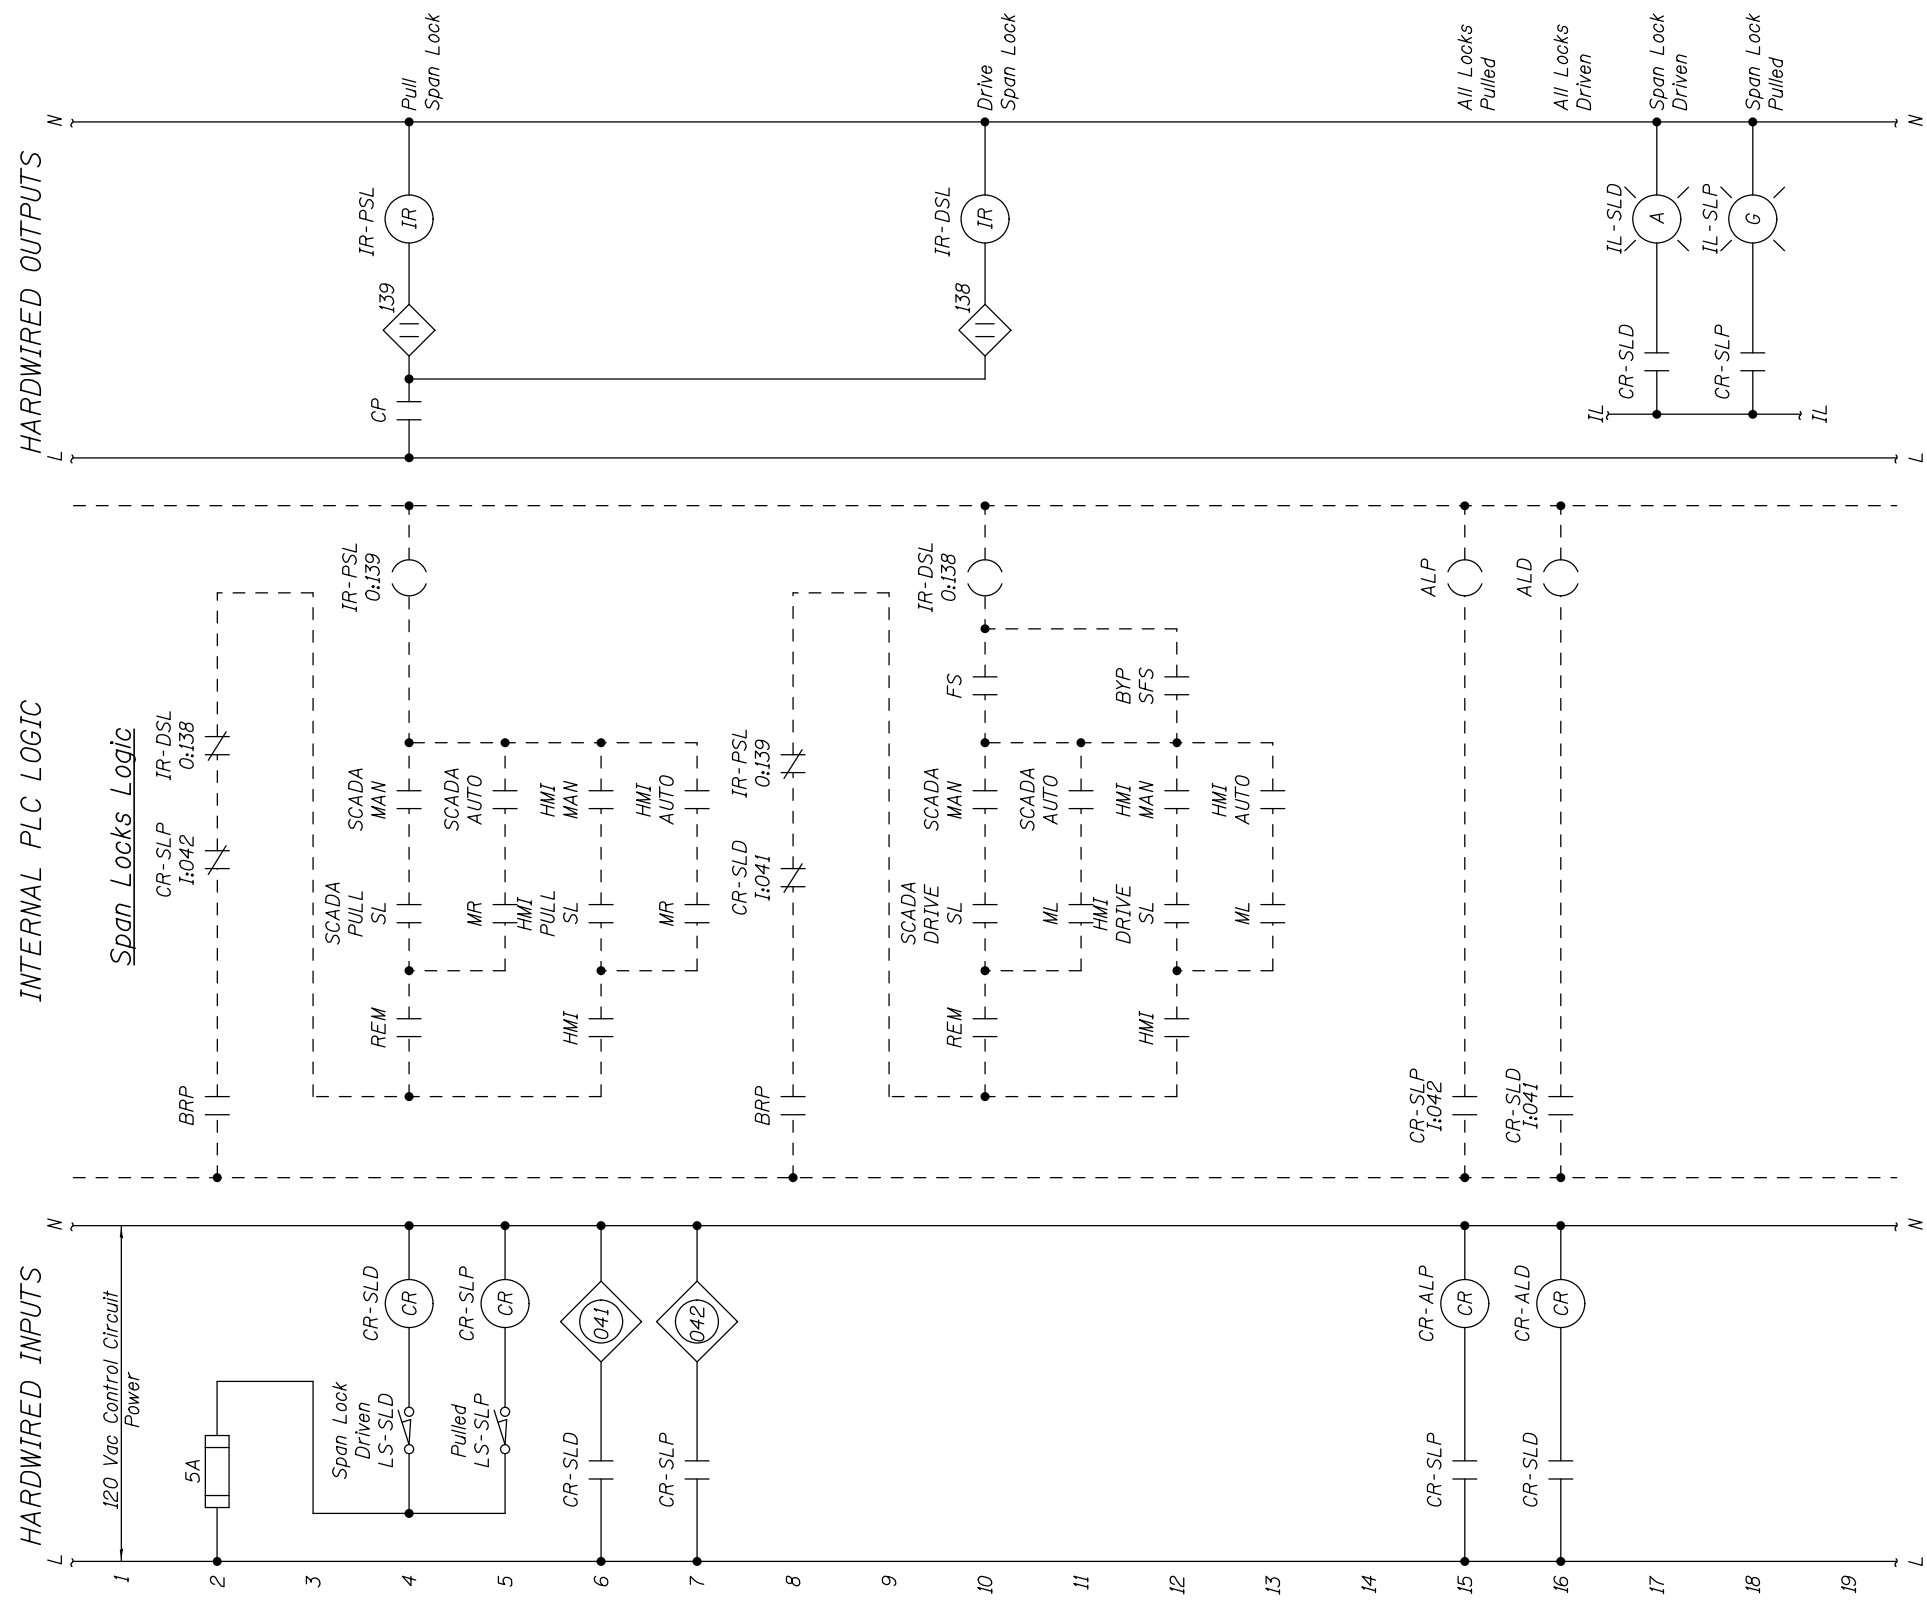 HARDWIRED INPUTS
INTERNAL PLC LOGIC
HARDWIRED OUTPUTS
L
N
L
N
1
120 Vac Control Circuit
Power
Span Locks Logic
2
5A
BRP
CR-SLP
I:042
IR-DSL
O:138
3
4
Span Lock
Driven
LS-SLD
CR-SLD
CR
REM
SCADA
PULL
SL
SCADA
MAN
IR-PSL
O:139
CP
139
IR-PSL
IR
Pull
Span Lock
5
Pulled
LS-SLP
CR-SLP
CR
MR
SCADA
AUTO
6
CR-SLD
041
HMI
HMI
PULL
SL
HMI
MAN
7
CR-SLP
042
MR
HMI
AUTO
8
BRP
CR-SLD
I:041
IR-PSL
O:139
9
10
REM
SCADA
DRIVE
SL
SCADA
MAN
FS
IR-DSL
O:138
138
IR-DSL
IR
Drive
Span Lock
11
ML
SCADA
AUTO
12
HMI
HMI
DRIVE
SL
HMI
MAN
BYP
SFS
13
ML
HMI
AUTO
14
15
CR-SLP
CR-ALP
CR
CR-SLP
I:042
ALP
All Locks
Pulled
16
CR-SLD
CR-ALD
CR
CR-SLD
I:041
ALD
All Locks
Driven
17
IL
CR-SLD
IL-SLD
A
Span Lock
Driven
18
CR-SLP
IL-SLP
G
Span Lock
Pulled
IL
19
L
N
L
N